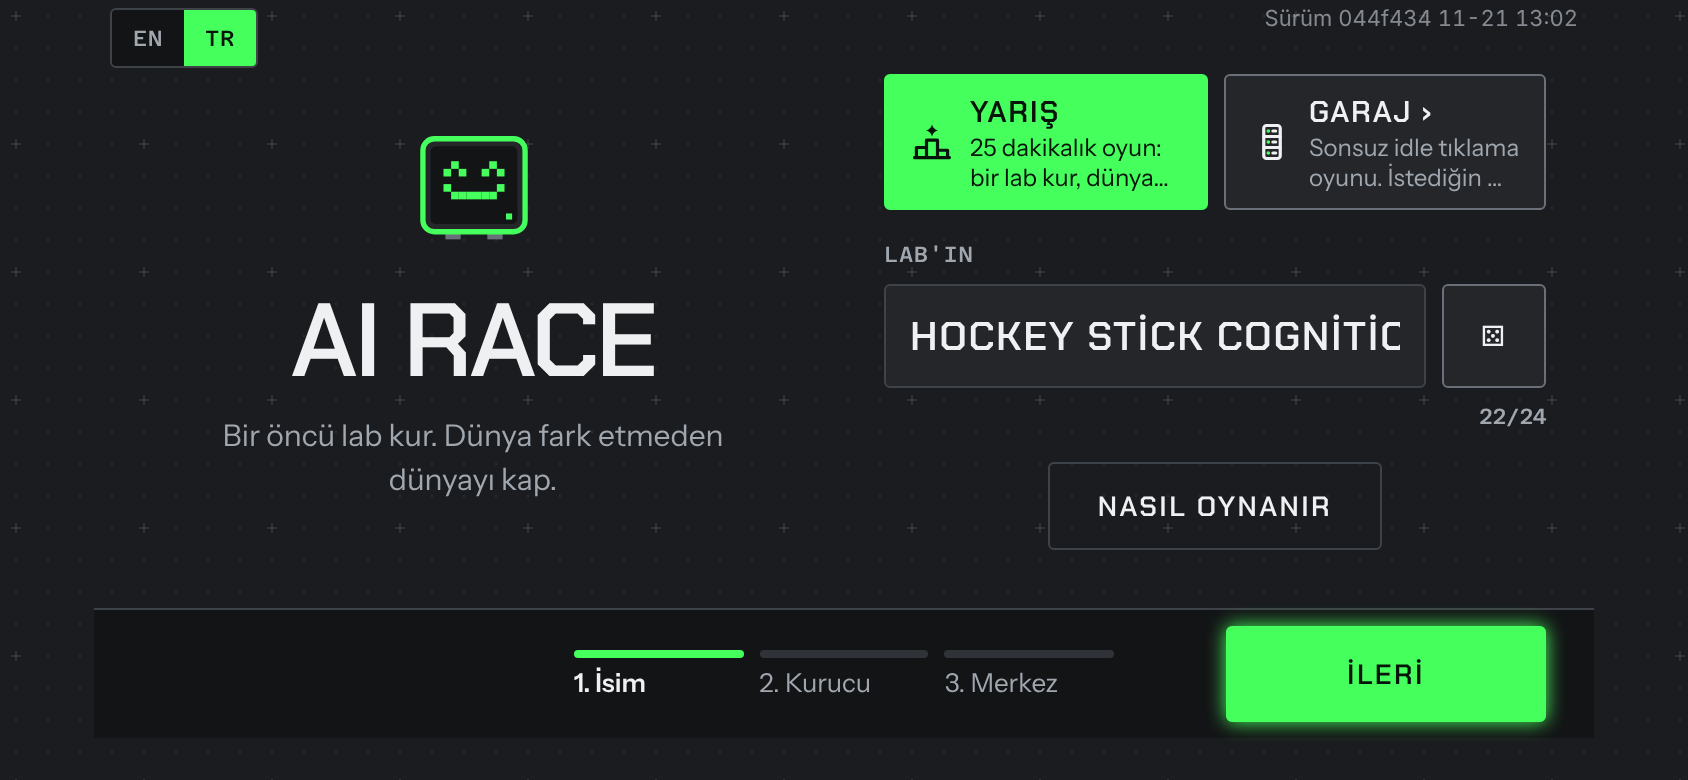 EN TR
Sürüm 044f434 11-21 13:02
AI RACE
Bir öncü lab kur. Dünya fark etmeden
dünyayı kap.
YARIŞ
25 dakikalık oyun:
bir lab kur, dünya...
GARAJ ›
Sonsuz idle tıklama
oyunu. İstediğin ...
LAB'IN
HOCKEY STİCK COGNİTİC
22/24
NASIL OYNANIR
1. İsim
2. Kurucu
3. Merkez
İLERİ